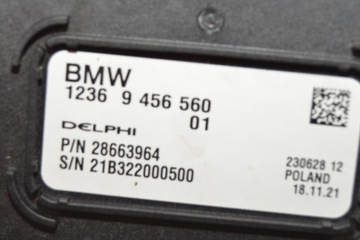 BMW
1236 9 456 560
01
DELPHI
P/N 28663964
S/N 21B322000500
230628 12
POLAND
18.11.21